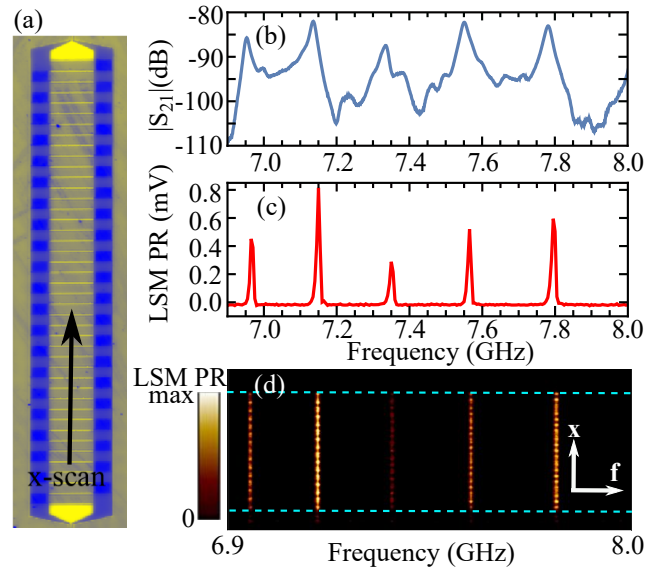 (a)
x-scan
(b)
|S21|(dB)
-80
-90
-100
-110
7.0 7.2 7.4 7.6 7.8 8.0
(c)
LSM PR (mV)
0.8
0.6
0.4
0.2
0.0
7.0 7.2 7.4 7.6 7.8 8.0
Frequency (GHz)
LSM PR
max
0
(d)
x
f
6.9 8.0
Frequency (GHz)